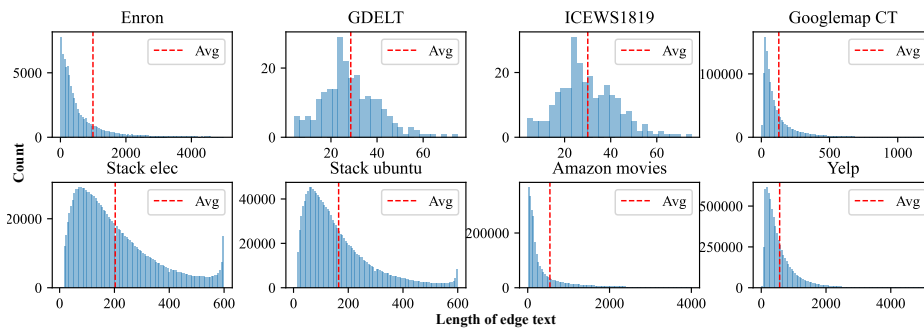 Enron
GDELT
ICEWS1819
Googlemap CT
Avg
Avg
Avg
Avg
5000
0
20
0
20
0
100000
0
0 2000 4000
20 40 60
20 40 60
0 500 1000
Count
Stack elec
Stack ubuntu
Amazon movies
Yelp
Avg
Avg
Avg
Avg
20000
0
40000
20000
0
200000
0
500000
250000
0
0 200 400 600
0 200 400 600
0 2000 4000
0 2000 4000
Length of edge text